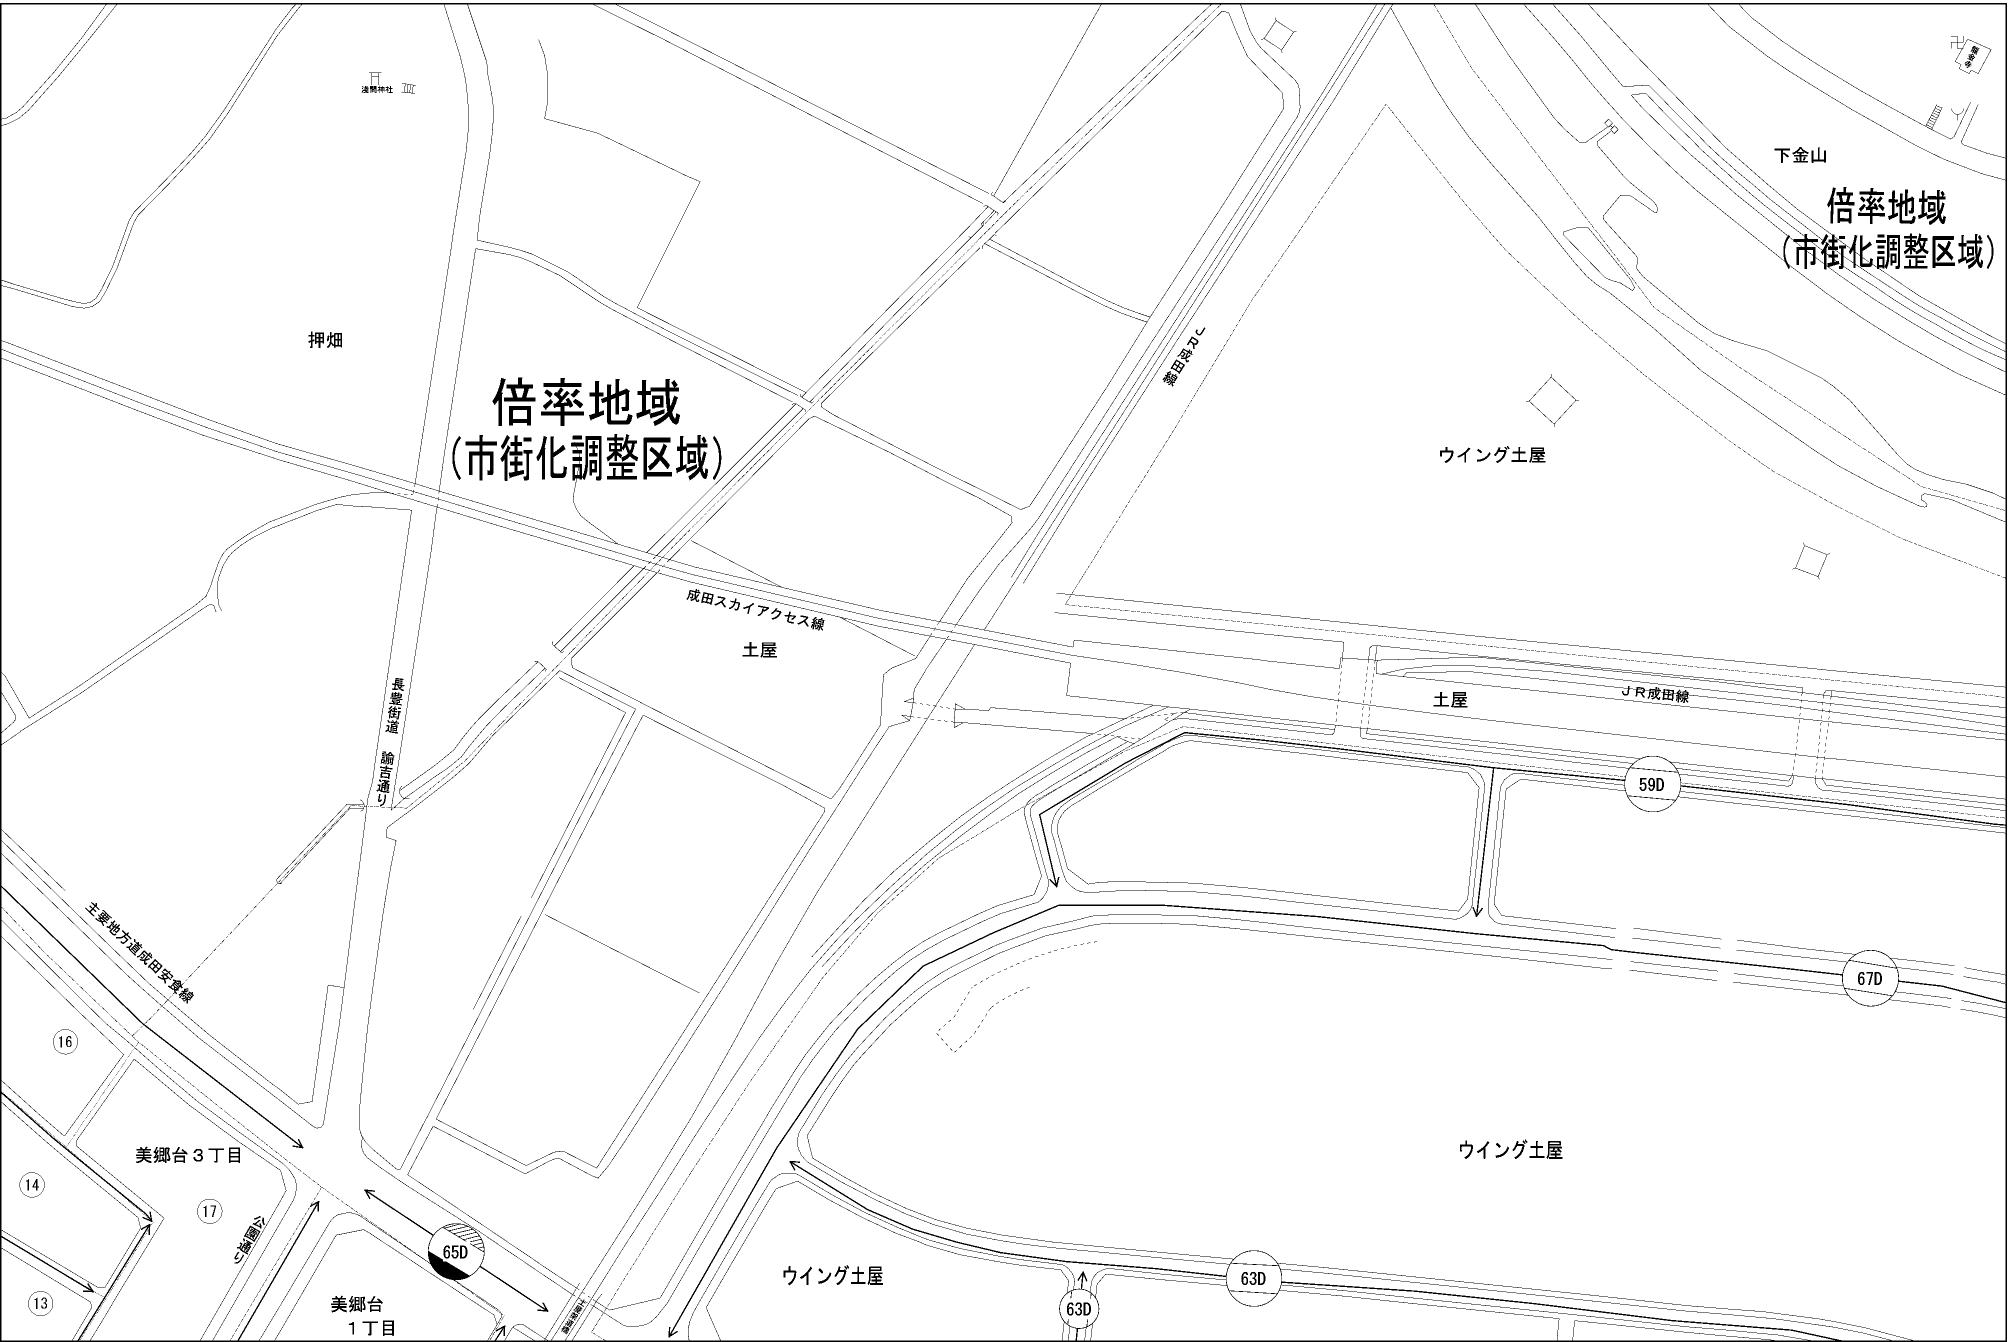 浅間神社
下金山
倍率地域
（市街化調整区域）
押畑
JR成田線
倍率地域
（市街化調整区域）
ウイング土屋
成田スカイアクセス線
土屋
長豊街道
諭吉通り
土屋
JR成田線
59D
主要地方道成田安食線
67D
16
美郷台３丁目
ウイング土屋
14
17
公園通り
65D
ウイング土屋
63D
13
美郷台
１丁目
63D